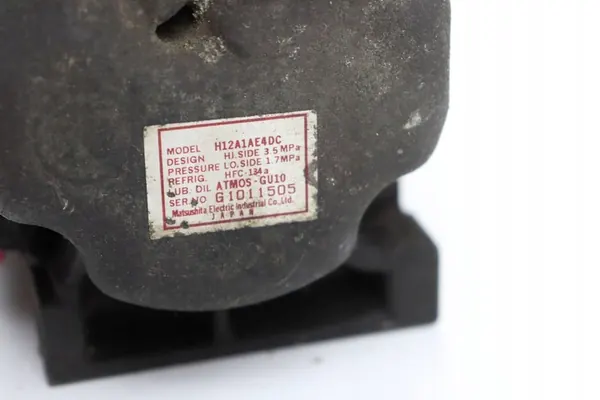 MODEL H12A1AE4DC
DESIGN HI.SIDE 3.5MPa
PRESSURE LO.SIDE 1.7MPa
REFRIG. HFC-134a
LUB. OIL ATMOS-GU10
SER.NO G1011505
Matsushita Electric Industrial Co.,Ltd.
JAPAN